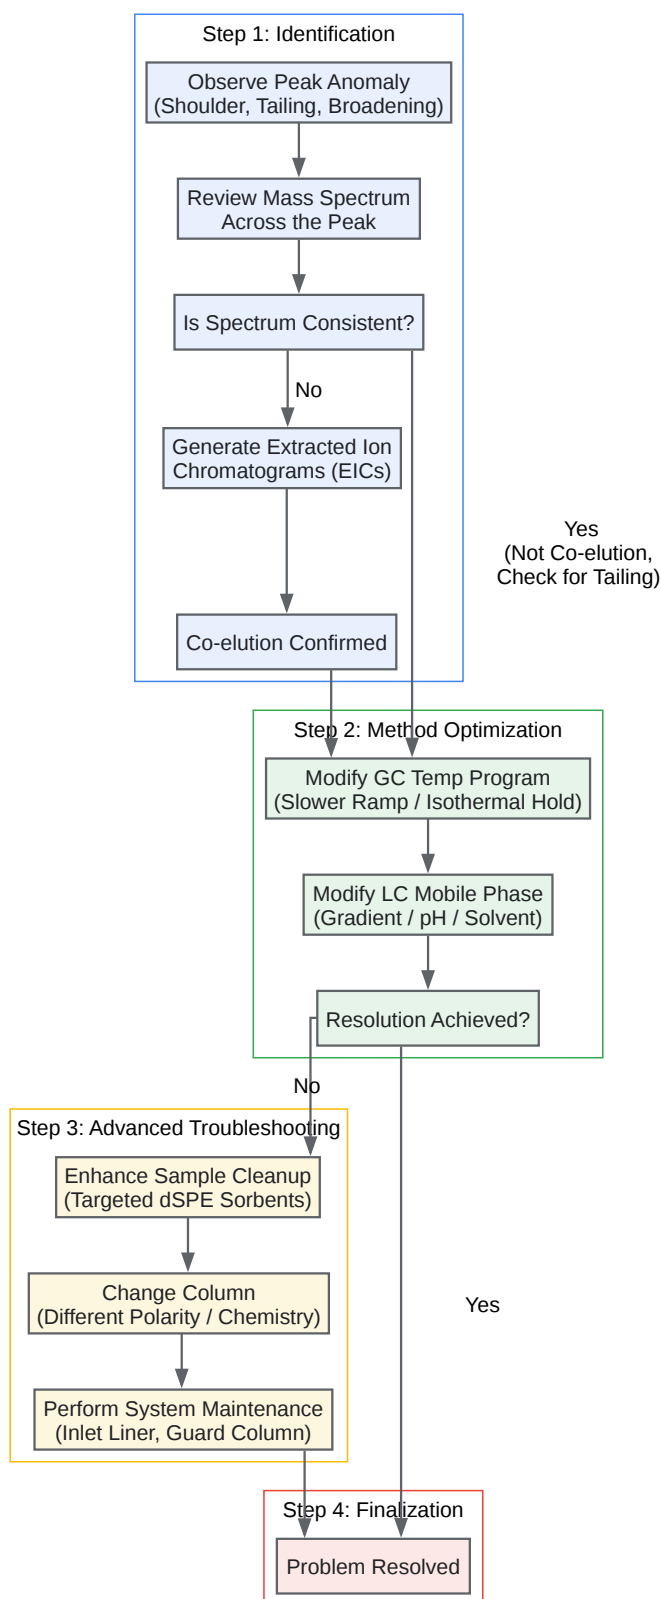 Step 1: Identification
Observe Peak Anomaly
(Shoulder, Tailing, Broadening)
Review Mass Spectrum
Across the Peak
Is Spectrum Consistent?
No
Generate Extracted Ion
Chromatograms (EICs)
Yes
(Not Co-elution,
Check for Tailing)
Co-elution Confirmed
Step 2: Method Optimization
Modify GC Temp Program
(Slower Ramp / Isothermal Hold)
Modify LC Mobile Phase
(Gradient / pH / Solvent)
Resolution Achieved?
No
Step 3: Advanced Troubleshooting
Enhance Sample Cleanup
(Targeted dSPE Sorbents)
Change Column
(Different Polarity / Chemistry)
Yes
Perform System Maintenance
(Inlet Liner, Guard Column)
Step 4: Finalization
Problem Resolved